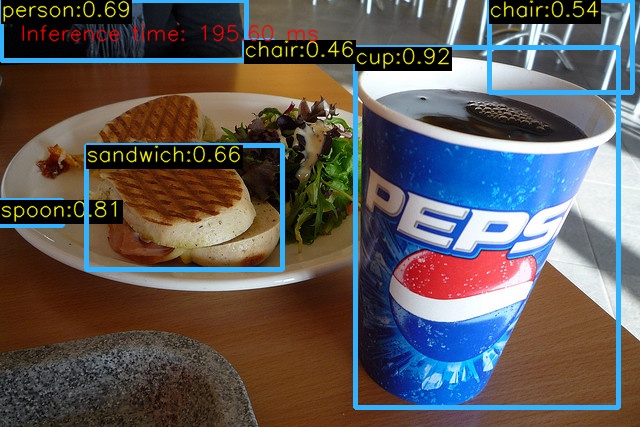 person:0.69
chair:0.54
Inference time: 195.60 ms
chair:0.46
cup:0.92
sandwich:0.66
spoon:0.81
PEPSI